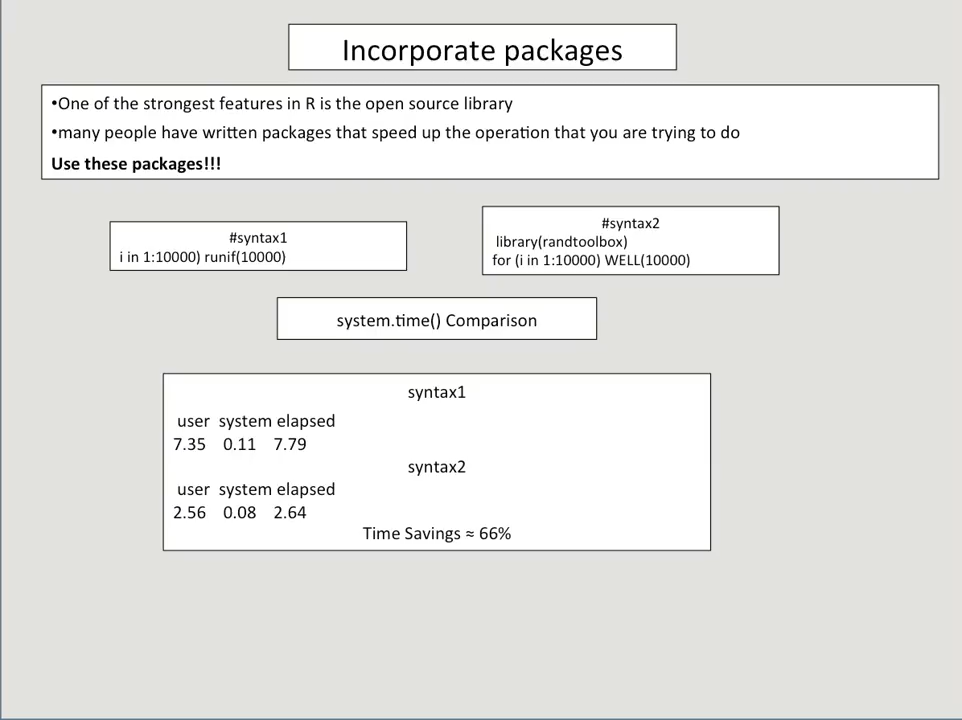 Incorporate packages
•One of the strongest features in R is the open source library
•many people have written packages that speed up the operation that you are trying to do
Use these packages!!!
#syntax1
i in 1:10000) runif(10000)
#syntax2
library(randtoolbox)
for (i in 1:10000) WELL(10000)
system.time() Comparison
syntax1
user system elapsed
7.35 0.11 7.79
syntax2
user system elapsed
2.56 0.08 2.64
Time Savings ≈ 66%